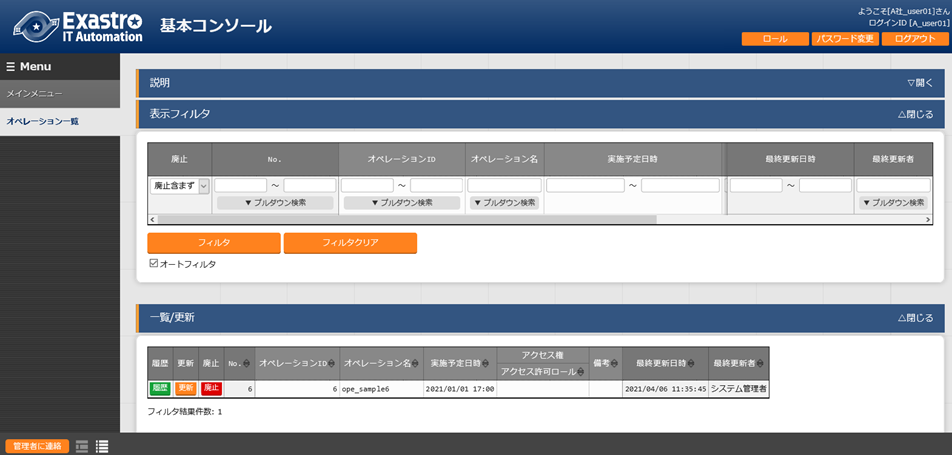 Exastro
IT Automation
基本コンソール
ようこそ[A社_user01]さん
ログインID [A_user01]
ロール パスワード変更 ログアウト
Menu
メインメニュー
オペレーション一覧
説明 ▽開く
表示フィルタ △閉じる
廃止 No. オペレーションID オペレーション名 実施予定日時 最終更新日時 最終更新者
廃止含まず ～ ～ ～ ～
▼プルダウン検索 ▼プルダウン検索 ▼プルダウン検索 ▼プルダウン検索
フィルタ フィルタクリア
オートフィルタ
一覧/更新 △閉じる
アクセス権
履歴 更新 廃止 No. オペレーションID オペレーション名 実施予定日時 備考 最終更新日時 最終更新者
アクセス許可ロール
履歴 更新 廃止 6 6 ope_sample6 2021/01/01 17:00 2021/04/06 11:35:45 システム管理者
フィルタ結果件数: 1
管理者に連絡